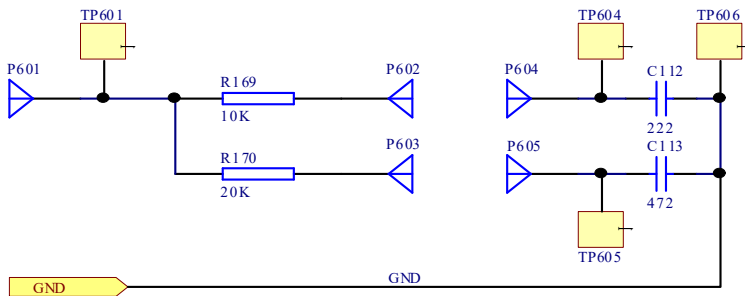 TP601
TP604
TP606
P601
R169
P602
P604
C112
10K
222
R170
P603
P605
C113
20K
472
TP605
GND
GND